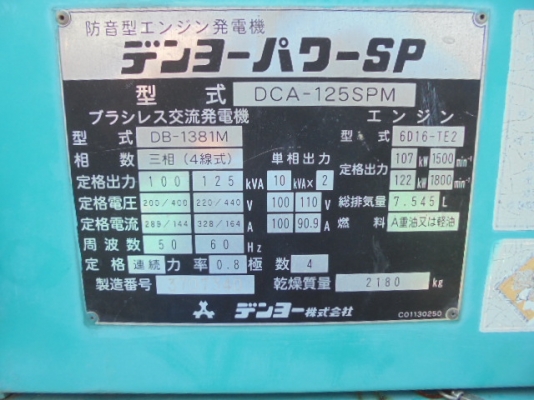 防音型エンジン発電機
デンヨーパワーSP
型式 DCA-125SPM
ブラシレス交流発電機 エンジン
型式 DB-1381M 型式 6D16-TE2
相数 三相(4線式) 単相出力 定格出力 107 kW 1500 min⁻¹
定格出力 100 125 kVA 10 kVA×2 122 kW 1800 min⁻¹
定格電圧 200/400 220/440 V 100 110 V 総排気量 7.545 L
定格電流 289/144 328/164 A 100 90.9 A 燃料 A重油又は軽油
周波数 50 60 Hz
定格 連続 力率 0.8 極数 4
製造番号 乾燥質量 2180 kg
デンヨー株式会社 C01130250